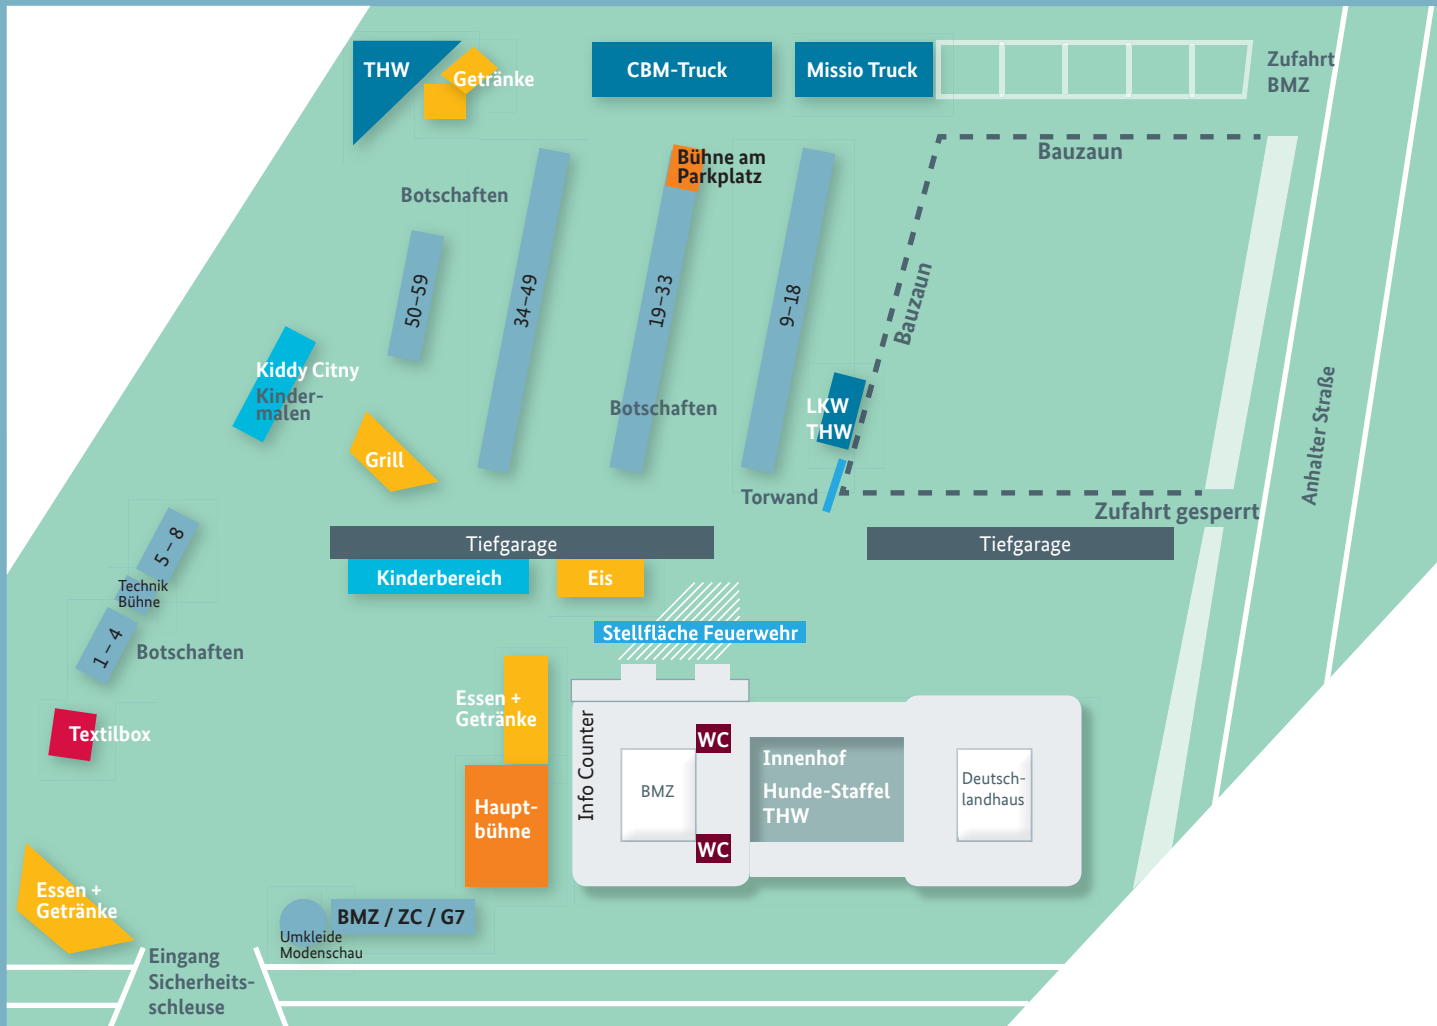 THW
Getränke
CBM-Truck
Missio Truck
Zufahrt
BMZ
Bauzaun
Bühne am
Parkplatz
Botschaften
50–59
34–49
19–33
9–18
Bauzaun
Kiddy Citny
Kinder-
malen
Botschaften
LKW
THW
Anhalter Straße
Grill
Torwand
Zufahrt gesperrt
5 – 8
Tiefgarage
Tiefgarage
Kinderbereich
Eis
Technik
Bühne
Stellfläche Feuerwehr
1 – 4
Botschaften
Essen +
Getränke
Textilbox
Info Counter
WC
Innenhof
Hunde-Staffel
THW
BMZ
Deutsch-
landhaus
Haupt-
bühne
WC
Essen +
Getränke
BMZ / ZC / G7
Umkleide
Modenschau
Eingang
Sicherheits-
schleuse